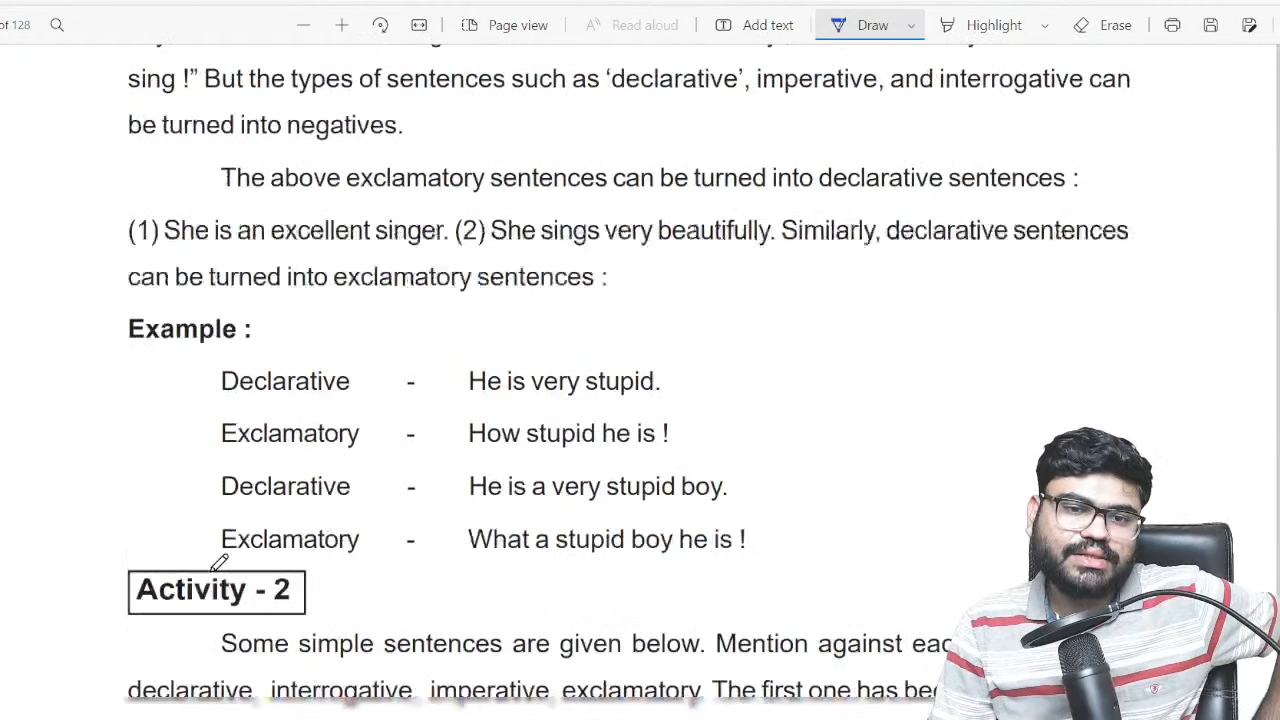 of 128 Page view Read aloud Add text Draw Highlight Erase
sing !” But the types of sentences such as ‘declarative’, imperative, and interrogative can
be turned into negatives.
The above exclamatory sentences can be turned into declarative sentences :
(1) She is an excellent singer. (2) She sings very beautifully. Similarly, declarative sentences
can be turned into exclamatory sentences :
Example :
Declarative - He is very stupid.
Exclamatory - How stupid he is !
Declarative - He is a very stupid boy.
Exclamatory - What a stupid boy he is !
Activity - 2
Some simple sentences are given below. Mention against
declarative, interrogative, imperative, exclamatory. The first one has